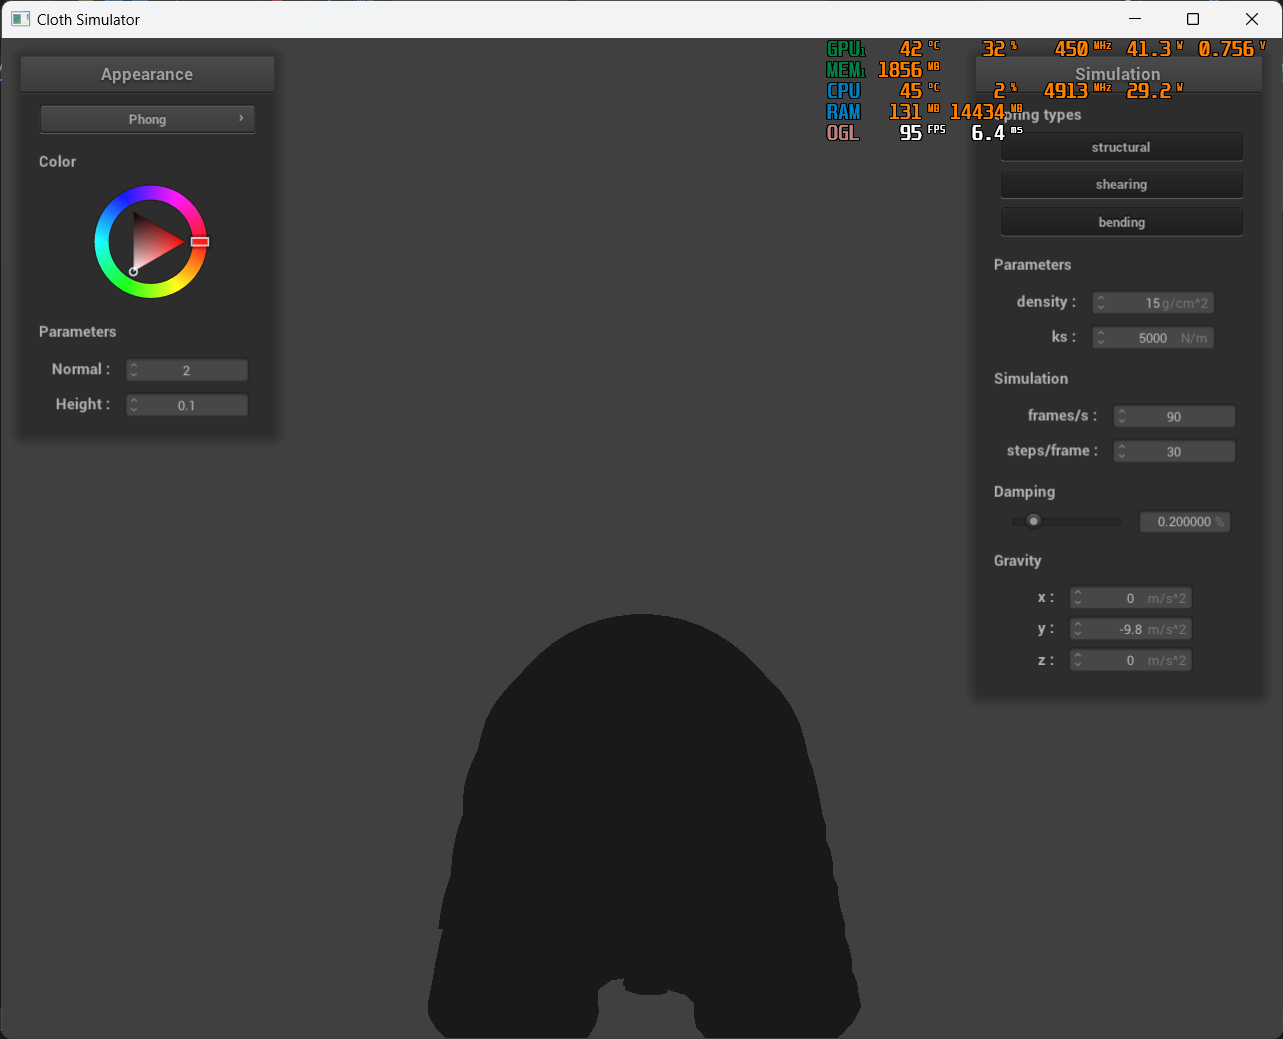 Cloth Simulator
GPU1 42 °C 32 % 450 MHz 41.3 W 0.756 V
MEM1 1856 MB
CPU 45 °C 2 % 4913 MHz 29.2 W
RAM 131 MB 14434 MB
OGL 95 FPS 6.4 ms
Appearance
Phong
Color
Parameters
Normal : 2
Height : 0.1
Simulation
types
structural
shearing
bending
Parameters
density : 15 g/cm^2
ks : 5000 N/m
Simulation
frames/s : 90
steps/frame : 30
Damping
0.200000 %
Gravity
x : 0 m/s^2
y : -9.8 m/s^2
z : 0 m/s^2